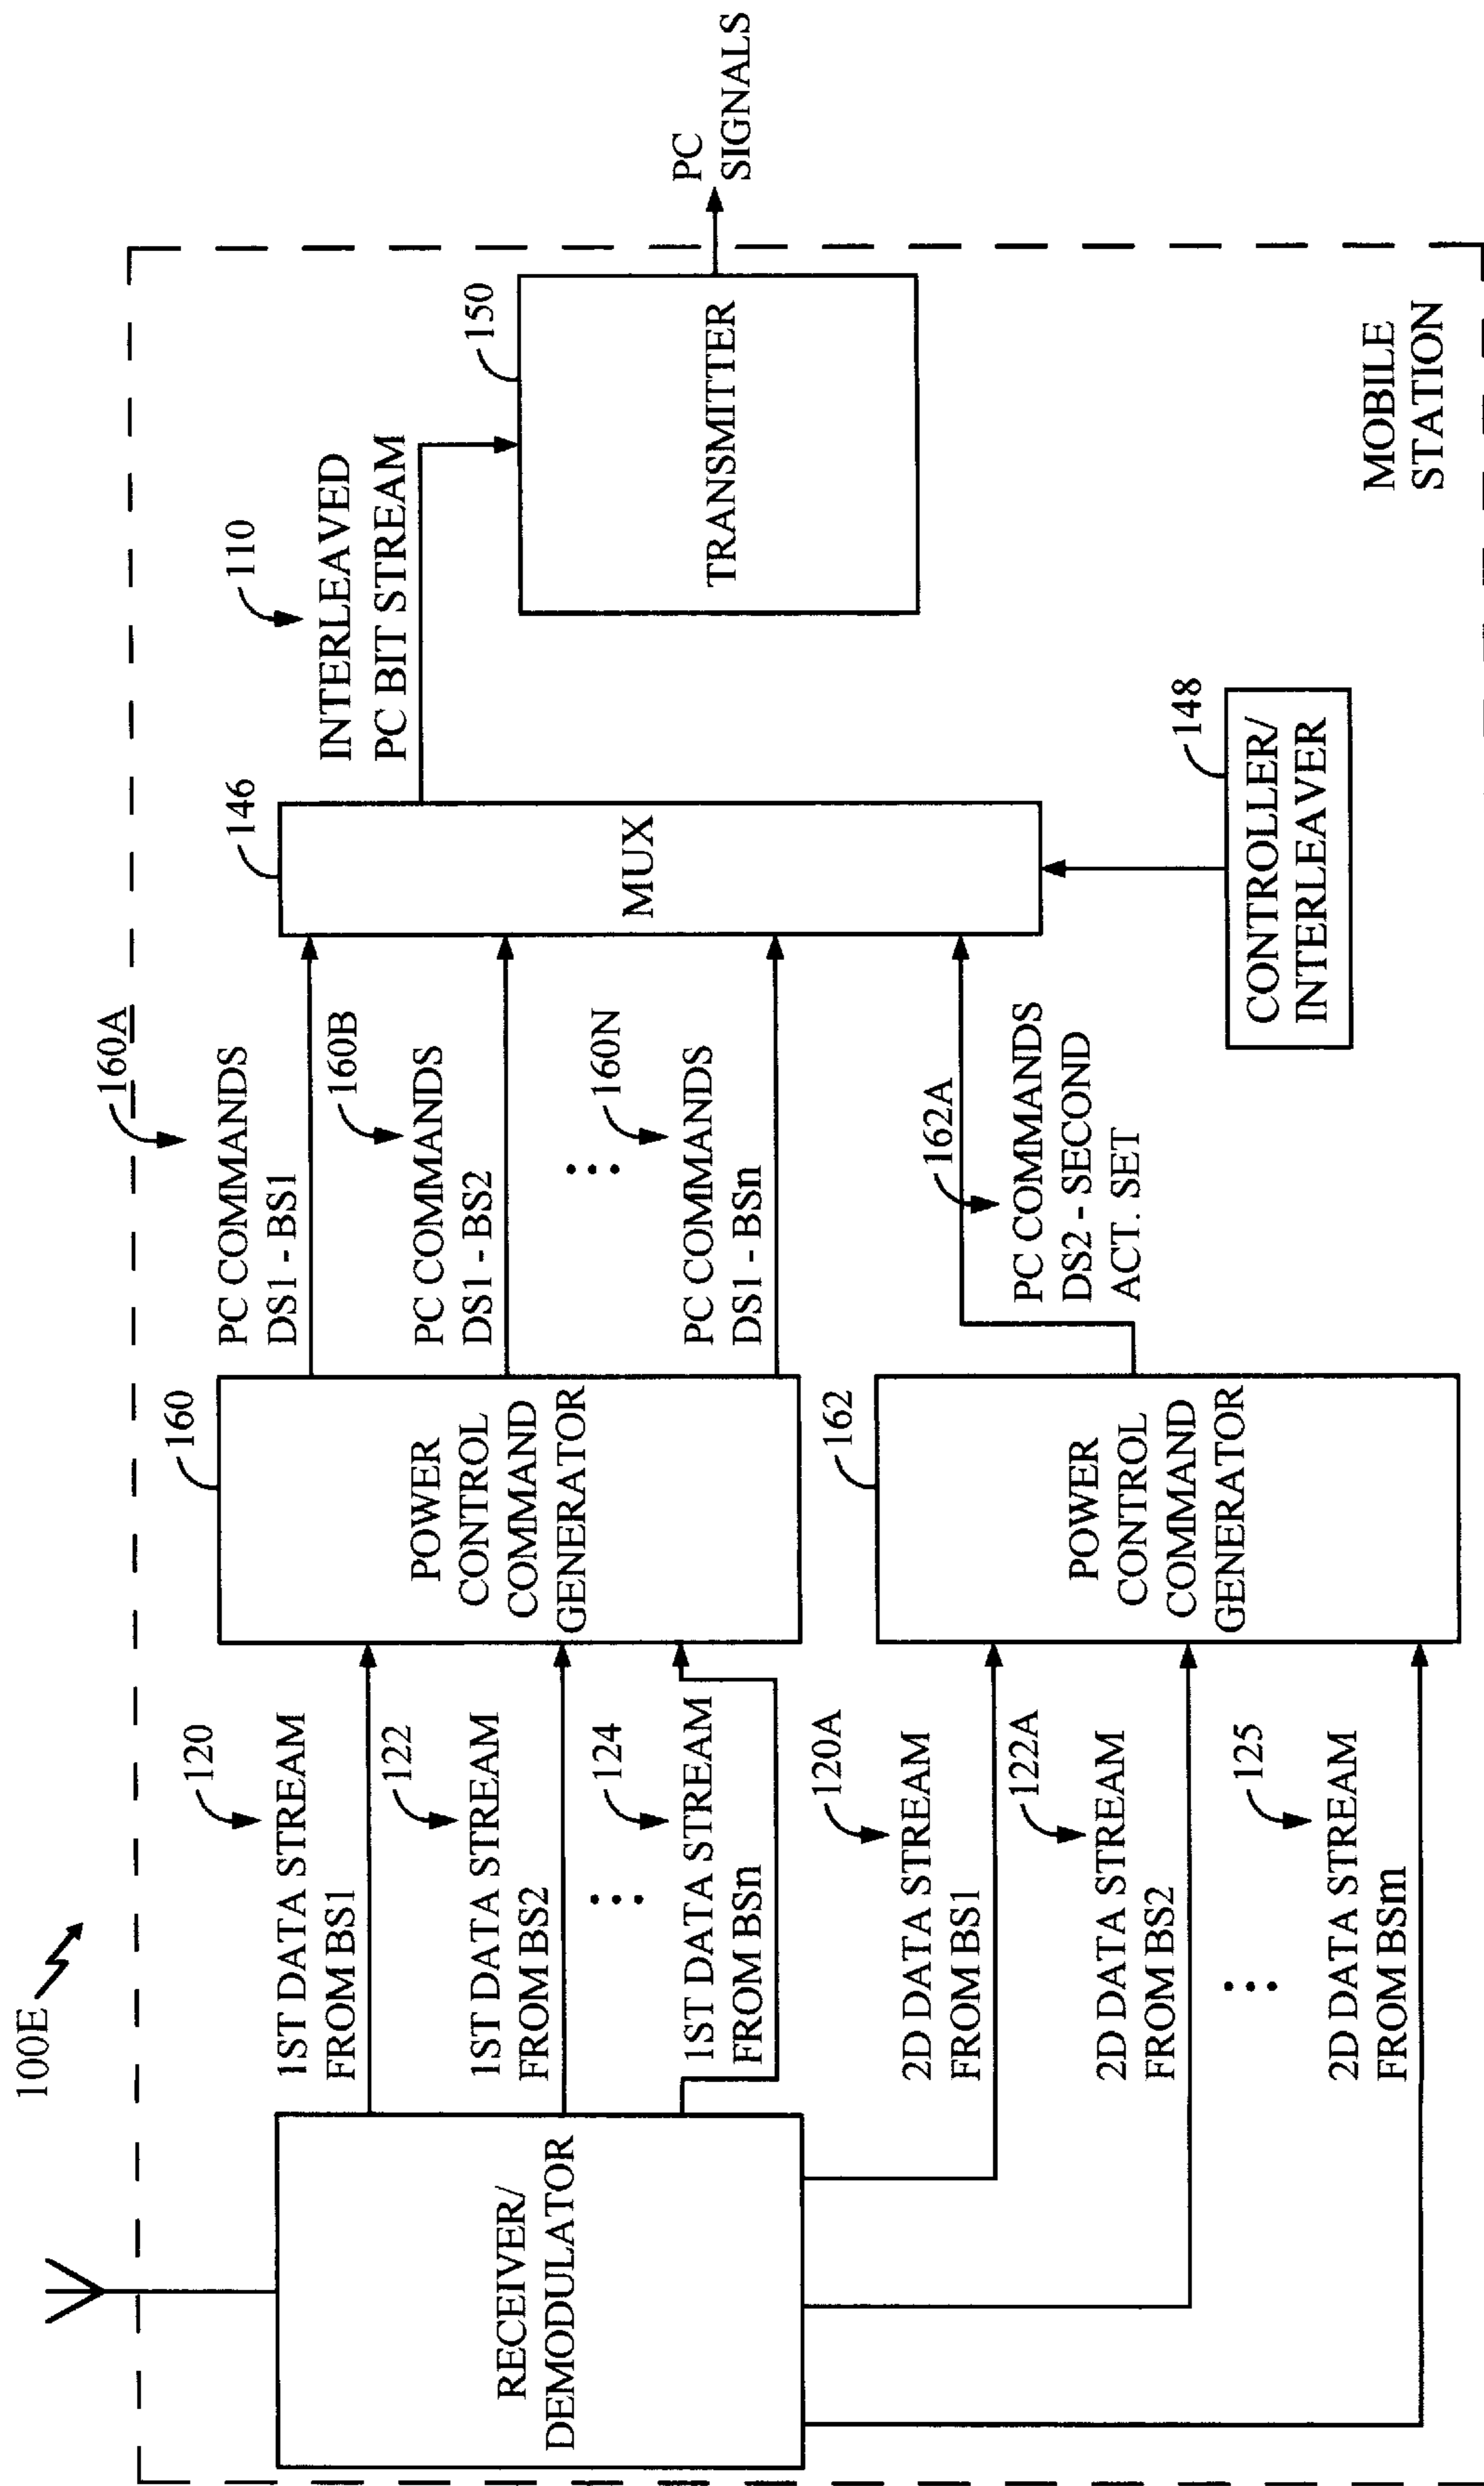 100E
RECEIVER/
DEMODULATOR
120
1ST DATA STREAM
FROM BS1
122
1ST DATA STREAM
FROM BS2
124
1ST DATA STREAM
FROM BSn
120A
2D DATA STREAM
FROM BS1
122A
2D DATA STREAM
FROM BS2
125
2D DATA STREAM
FROM BSm
160
POWER
CONTROL
COMMAND
GENERATOR
162
POWER
CONTROL
COMMAND
GENERATOR
160A
PC COMMANDS
DS1 - BS1
160B
PC COMMANDS
DS1 - BS2
160N
PC COMMANDS
DS1 - BSn
162A
PC COMMANDS
DS2 - SECOND
ACT. SET
146
MUX
148
CONTROLLER/
INTERLEAVER
110
INTERLEAVED
PC BIT STREAM
150
TRANSMITTER
MOBILE
STATION
PC
SIGNALS